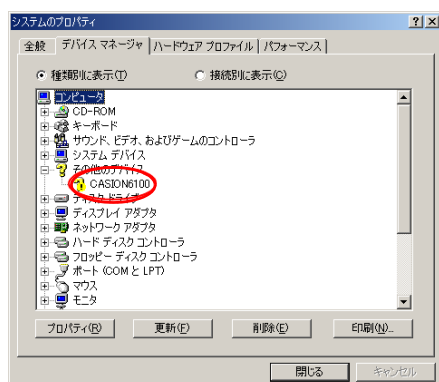 システムのプロパティ
全般 デバイス マネージャ ハードウェア プロファイル パフォーマンス
種類別に表示(T) 接続別に表示(C)
コンピュータ
CD-ROM
キーボード
サウンド、ビデオ、およびゲームのコントローラ
システム デバイス
その他のデバイス
CASION6100
ディスク ドライブ
ディスプレイ アダプタ
ネットワーク アダプタ
ハード ディスク コントローラ
フロッピー ディスク コントローラ
ポート (COM と LPT)
マウス
モニタ
プロパティ(R) 更新(F) 削除(E) 印刷(N)...
閉じる キャンセル